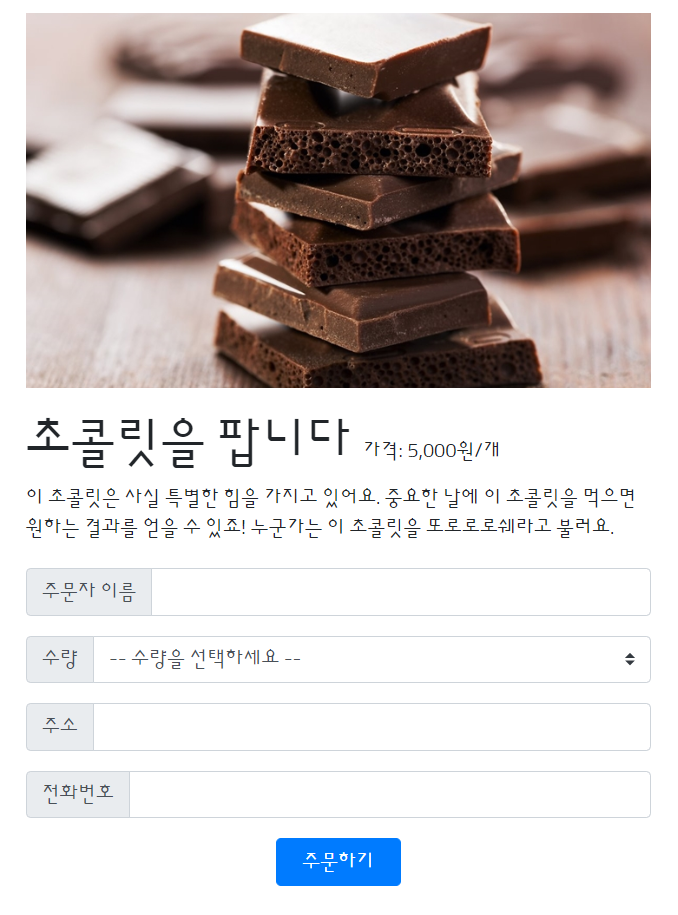 초콜릿을 팝니다 가격: 5,000원/개
이 초콜릿은 사실 특별한 힘을 가지고 있어요. 중요한 날에 이 초콜릿을 먹으면
원하는 결과를 얻을 수 있죠! 누군가는 이 초콜릿을 또로로로쉐라고 불러요.
주문자 이름
수량 -- 수량을 선택하세요 --
주소
전화번호
주문하기